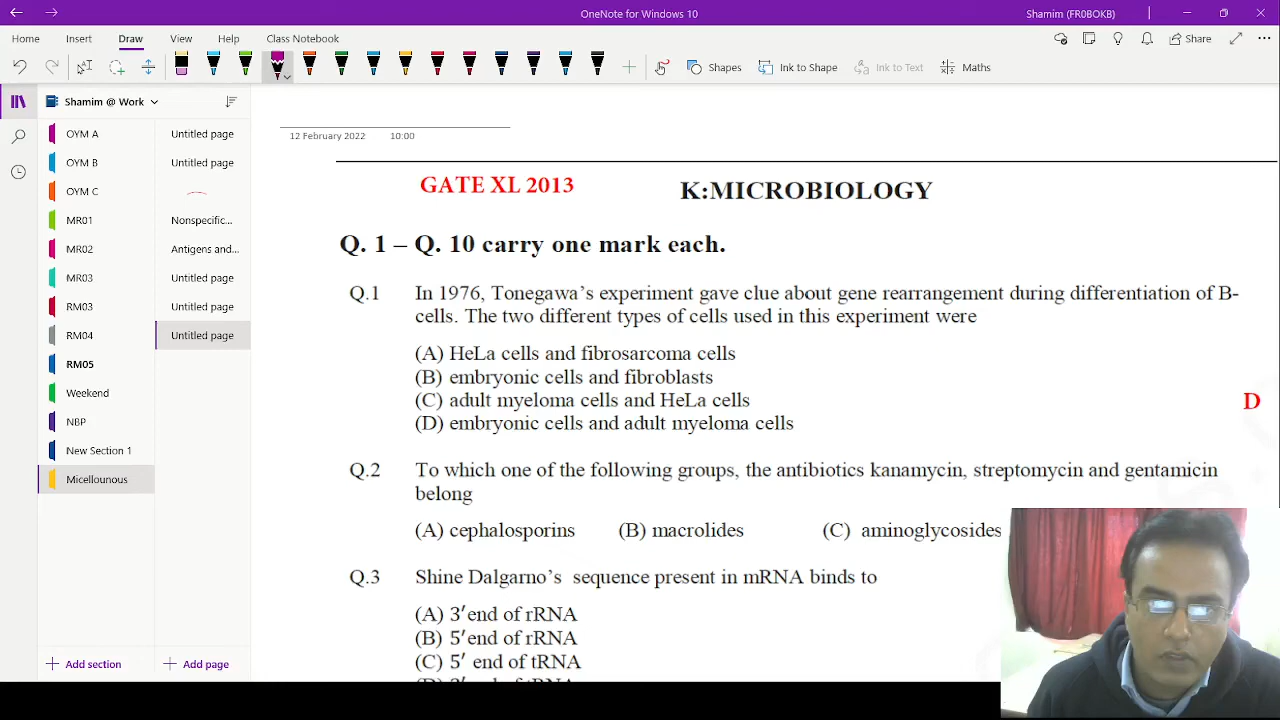 OneNote for Windows 10
Shamim (FR0BOKB)
Home Insert Draw View Help Class Notebook
Share
Shapes Ink to Shape Ink to Text Maths
Shamim @ Work
OYM A
OYM B
OYM C
MR01
MR02
MR03
RM03
RM04
RM05
Weekend
NBP
New Section 1
Micellounous
Add section
Untitled page
Untitled page
Nonspecific...
Antigens and...
Untitled page
Untitled page
Untitled page
Add page
12 February 2022 10:00
GATE XL 2013 K:MICROBIOLOGY
Q. 1 – Q. 10 carry one mark each.
Q.1 In 1976, Tonegawa's experiment gave clue about gene rearrangement during differentiation of B-
cells. The two different types of cells used in this experiment were
(A) HeLa cells and fibrosarcoma cells
(B) embryonic cells and fibroblasts
(C) adult myeloma cells and HeLa cells
D
(D) embryonic cells and adult myeloma cells
Q.2 To which one of the following groups, the antibiotics kanamycin, streptomycin and gentamicin
belong
(A) cephalosporins (B) macrolides (C) aminoglycosides
Q.3 Shine Dalgarno's sequence present in mRNA binds to
(A) 3′end of rRNA
(B) 5′end of rRNA
(C) 5′ end of tRNA